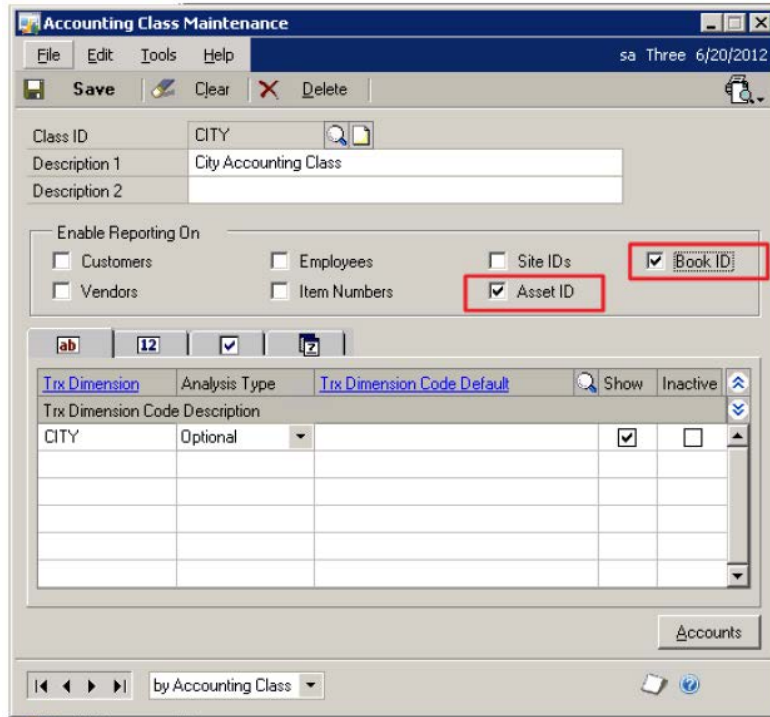 Accounting Class Maintenance
File Edit Tools Help sa Three 6/20/2012
Save Clear Delete
Class ID CITY
Description 1 City Accounting Class
Description 2
Enable Reporting On
Customers Employees Site IDs Book ID
Vendors Item Numbers Asset ID
ab 12
Trx Dimension Analysis Type Trx Dimension Code Default Show Inactive
Trx Dimension Code Description
CITY Optional
Accounts
by Accounting Class